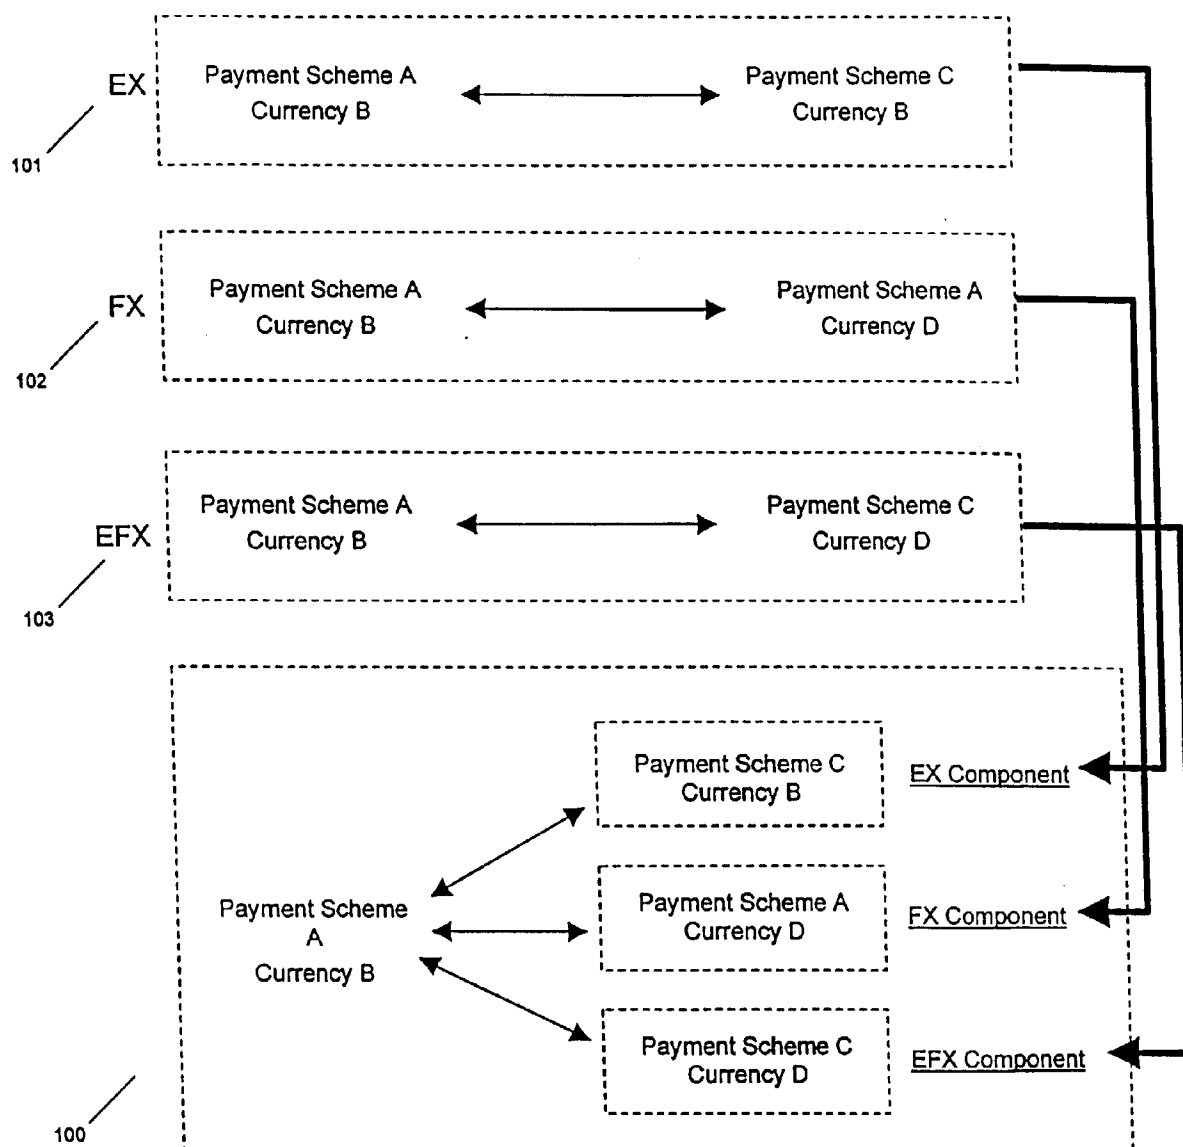 EX
Payment Scheme A
Currency B
Payment Scheme C
Currency B
101
FX
Payment Scheme A
Currency B
Payment Scheme A
Currency D
102
EFX
Payment Scheme A
Currency B
Payment Scheme C
Currency D
103
Payment Scheme
A
Currency B
Payment Scheme C
Currency B
EX Component
Payment Scheme A
Currency D
FX Component
Payment Scheme C
Currency D
EFX Component
100